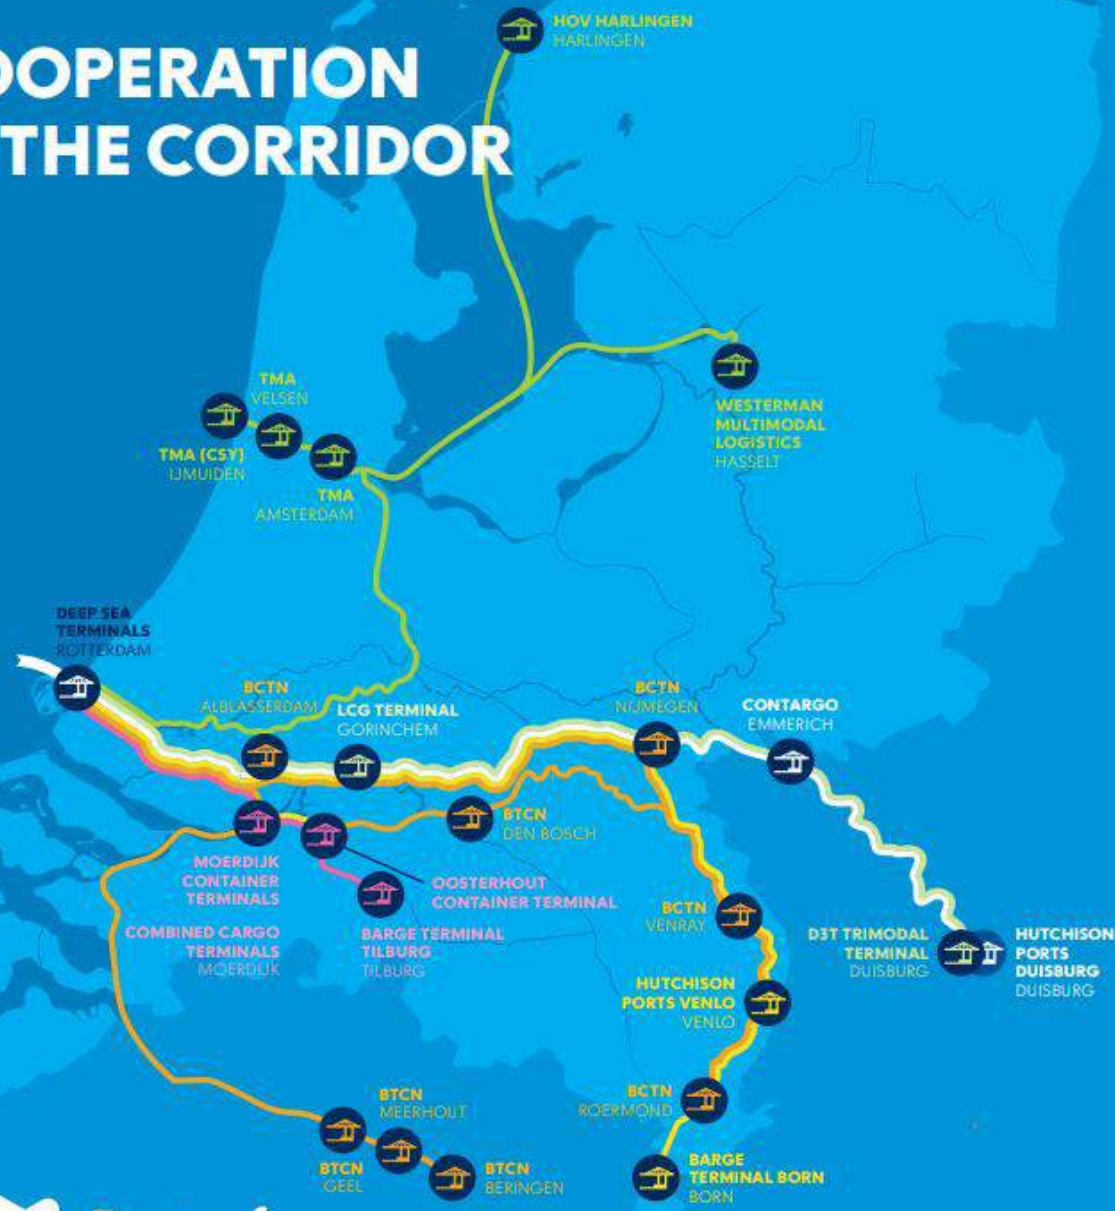 OOPERATION
THE CORRIDOR
HOV HARLINGEN
HARLINGEN
TMA
VELSEN
TMA (CSY)
IJMUIDEN
TMA
AMSTERDAM
WESTERMAN
MULTIMODAL
LOGISTICS
HASSELT
DEEP SEA
TERMINALS
ROTTERDAM
BCTN
ALBLASSERDAM
LCG TERMINAL
GORINCHEM
BCTN
NIJMEGEN
CONTARGO
EMMERICH
BTCN
DEN BOSCH
MOERDIJK
CONTAINER
TERMINALS
OOSTERHOUT
CONTAINER TERMINAL
COMBINED CARGO
TERMINALS
MOERDIJK
BARGE TERMINAL
TILBURG
TILBURG
BCTN
VENRAY
D3T TRIMODAL
TERMINAL
DUISBURG
HUTCHISON
PORTS
DUISBURG
DUISBURG
HUTCHISON
PORTS VENLO
VENLO
BCTN
ROERMOND
BTCN
MEERHOUT
BTCN
GEEL
BTCN
BERINGEN
BARGE
TERMINAL BORN
BORN